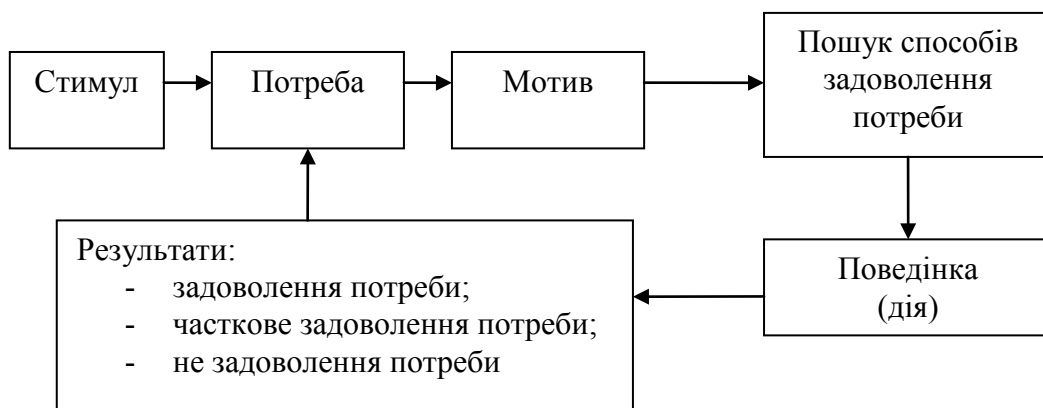 Стимул
Потреба
Мотив
Пошук способів
задоволення
потреби
Поведінка
(дія)
Результати:
- задоволення потреби;
- часткове задоволення потреби;
- не задоволення потреби